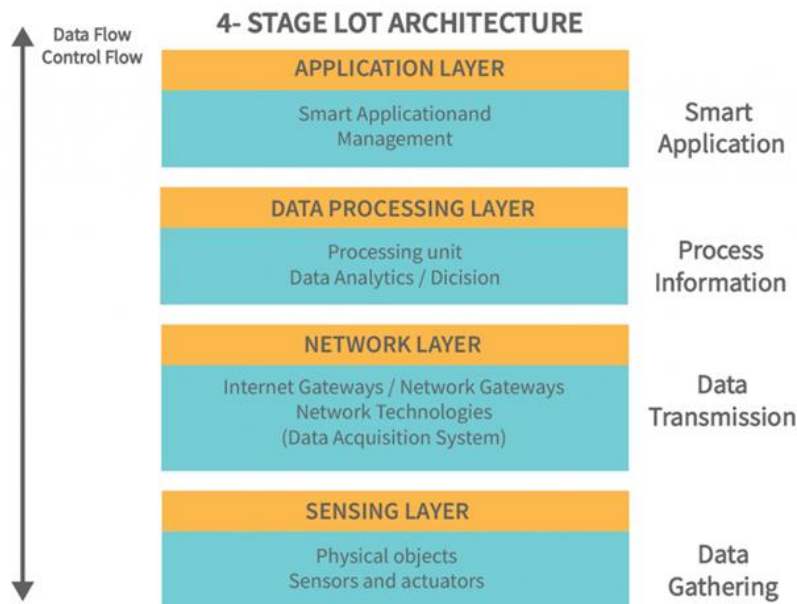 4- STAGE LOT ARCHITECTURE
Data Flow
Control Flow
APPLICATION LAYER
Smart Applicationand
Management
Smart
Application
DATA PROCESSING LAYER
Processing unit
Data Analytics / Dicision
Process
Information
NETWORK LAYER
Internet Gateways / Network Gateways
Network Technologies
(Data Acquisition System)
Data
Transmission
SENSING LAYER
Physical objects
Sensors and actuators
Data
Gathering